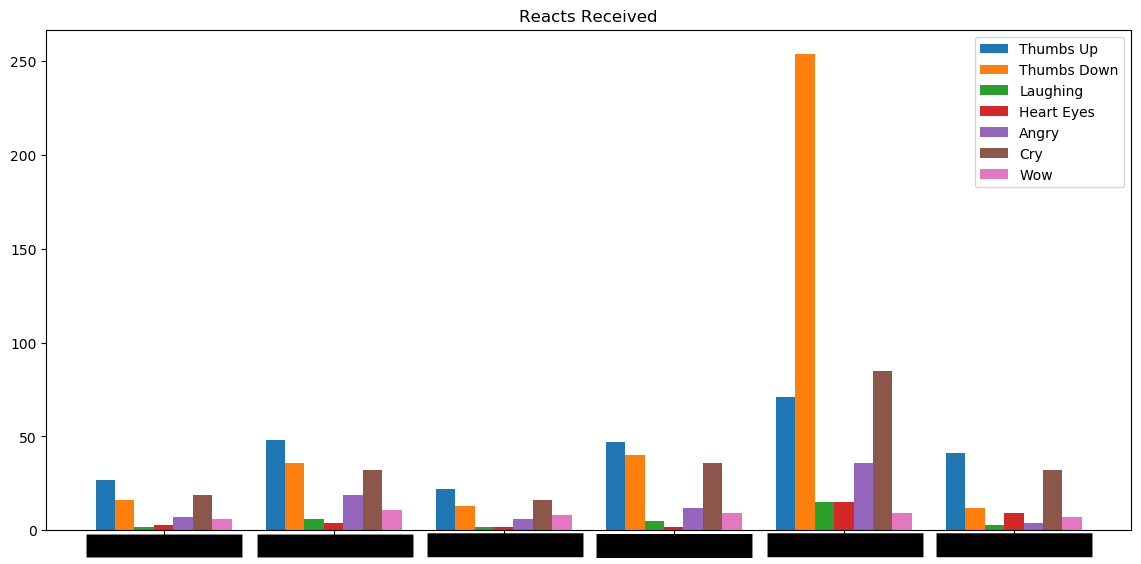 Reacts Received
250
200
150
100
50
0
Thumbs Up
Thumbs Down
Laughing
Heart Eyes
Angry
Cry
Wow